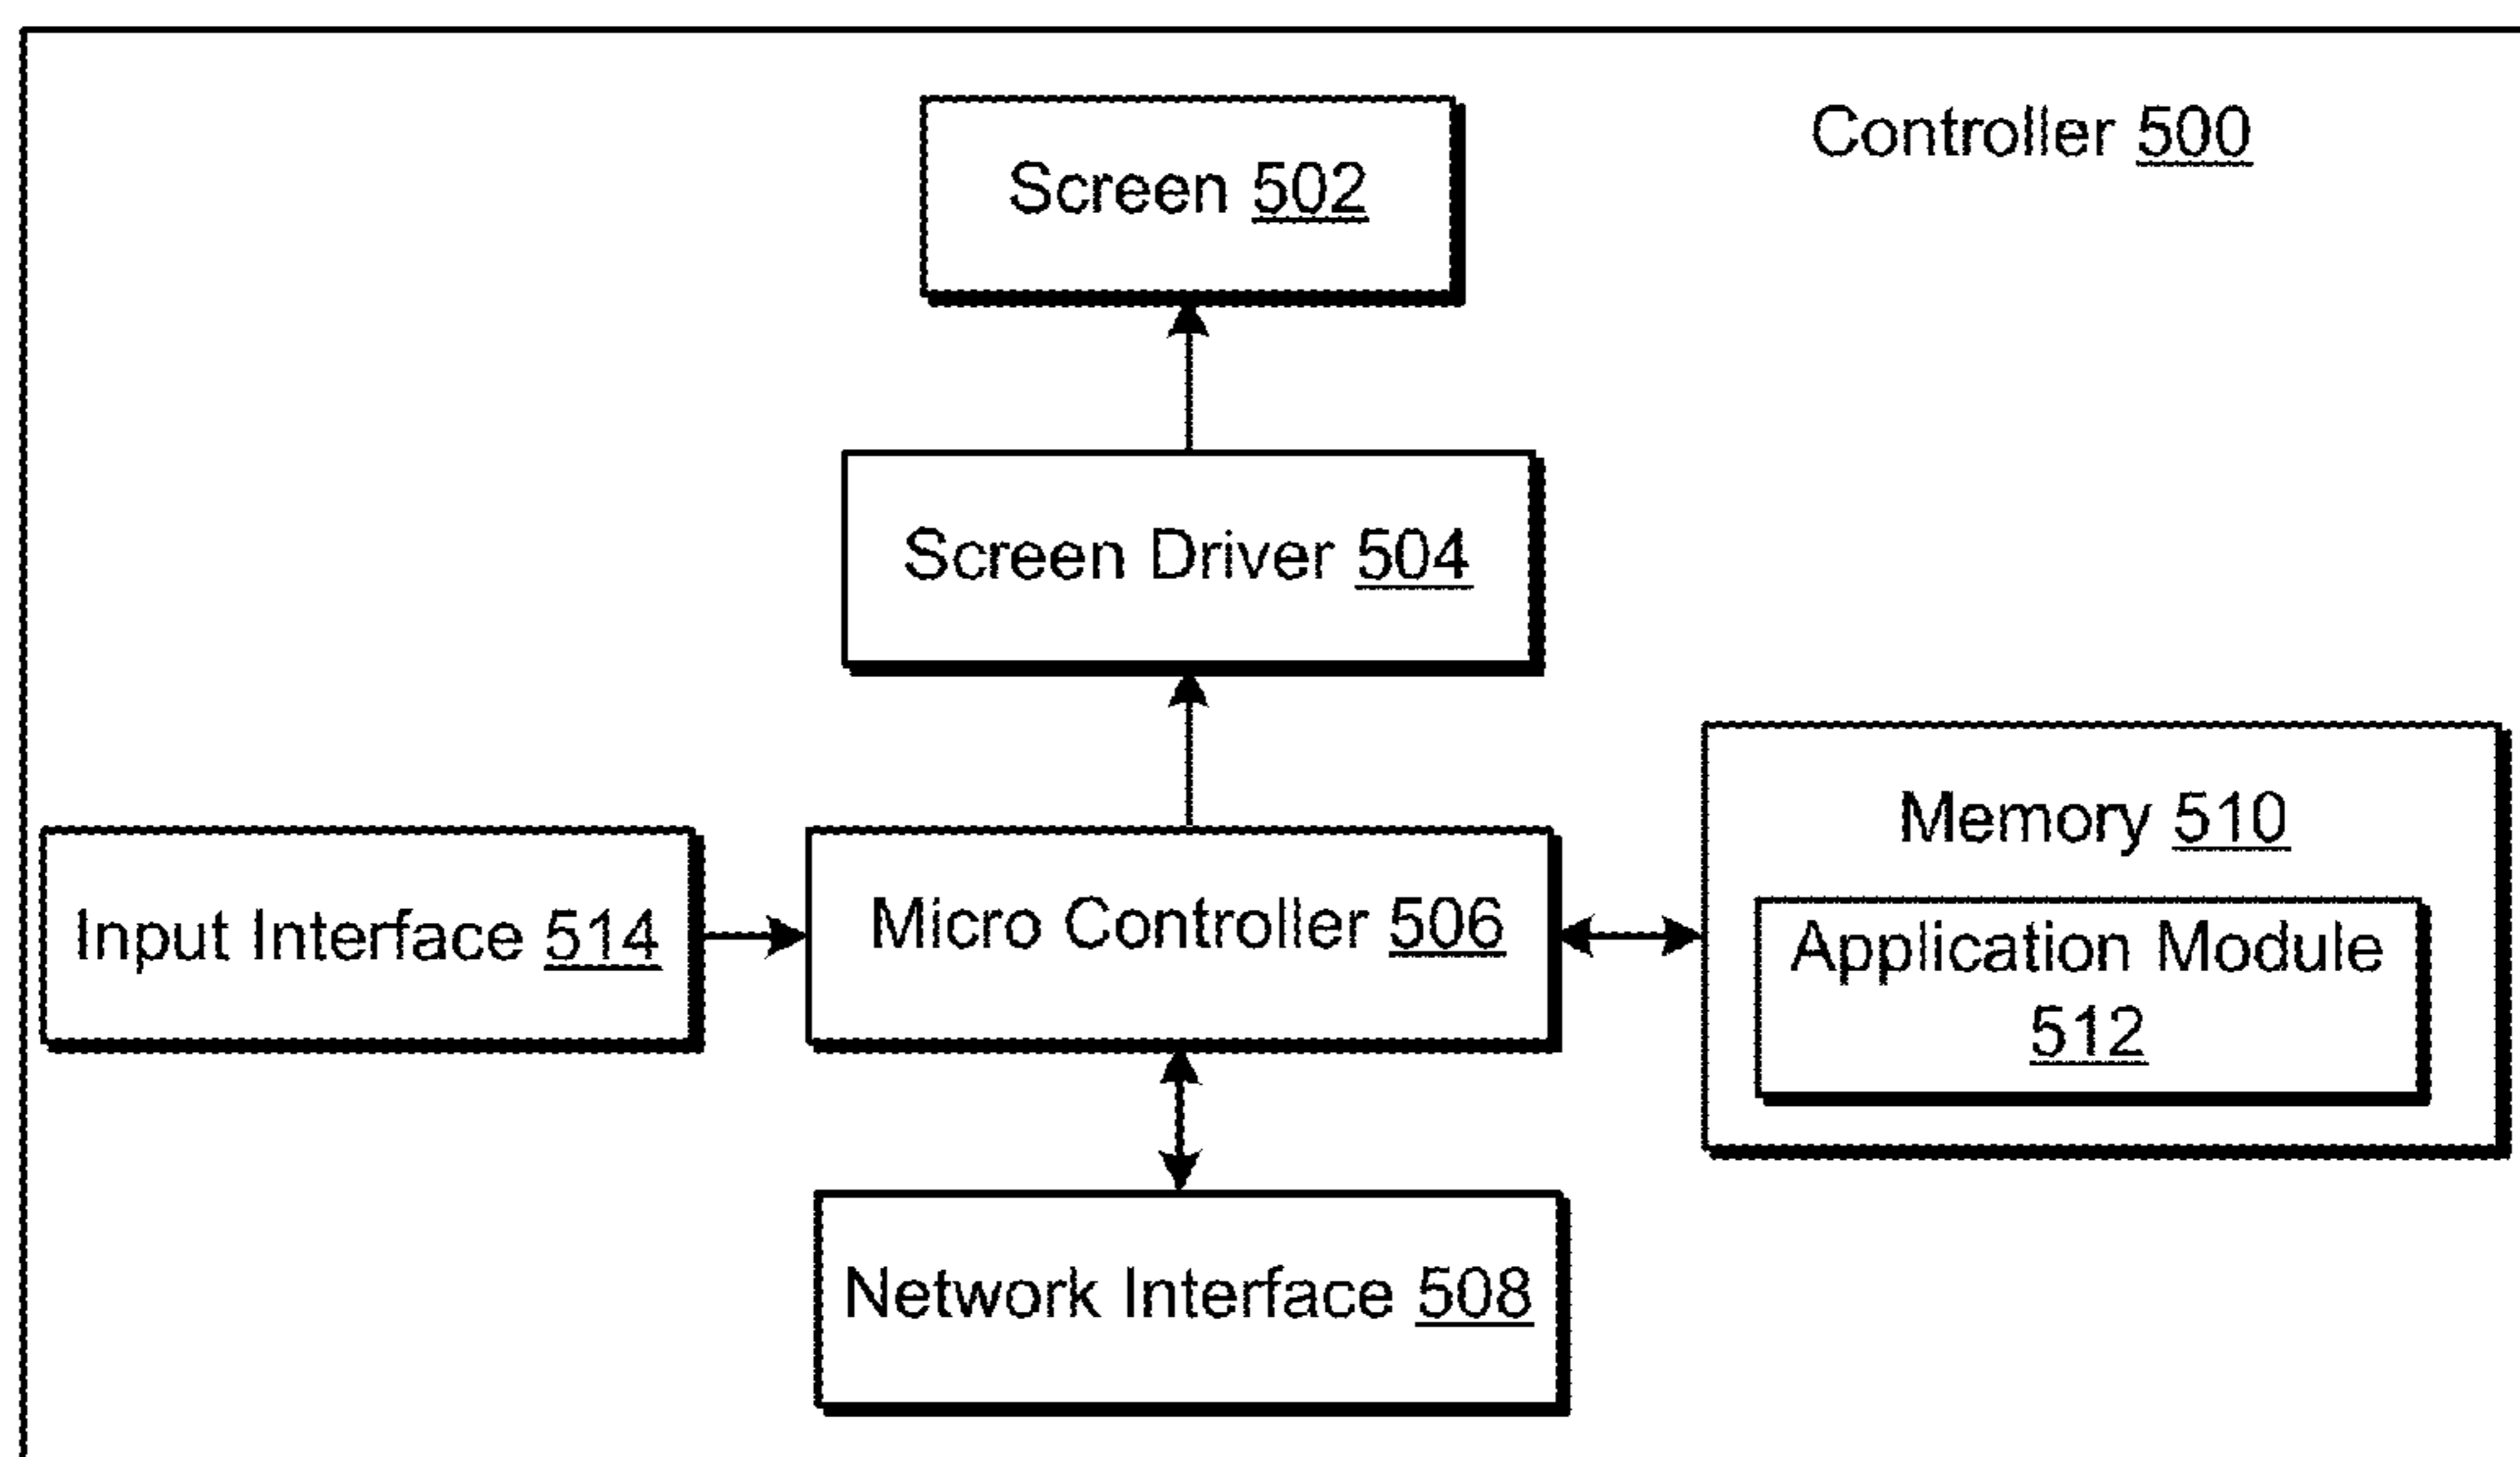 Controller 500
Screen 502
Screen Driver 504
Memory 510
Input Interface 514
Micro Controller 506
Application Module
512
Network Interface 508